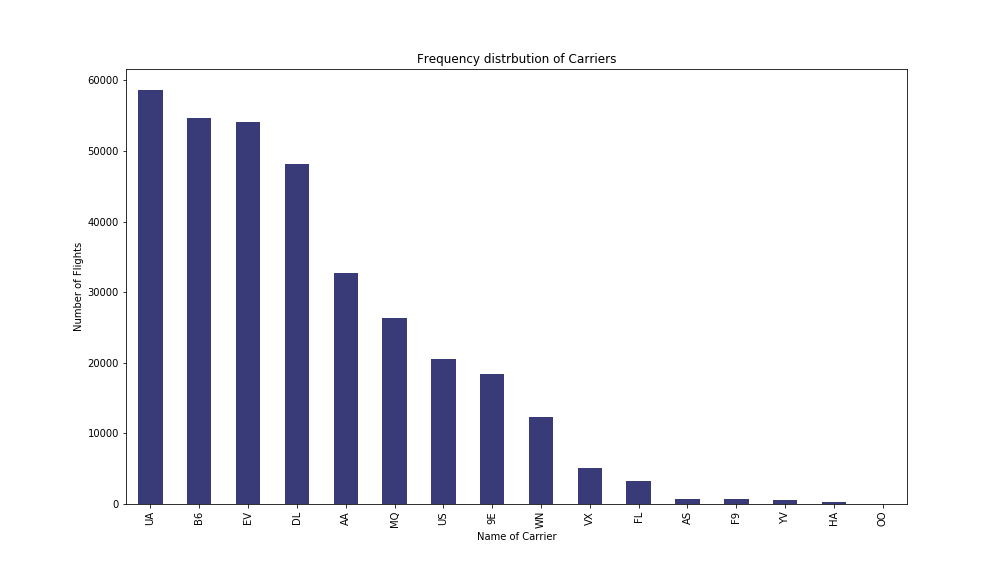 Frequency distrbution of Carriers
60000
50000
40000
30000
20000
10000
0
Number of Flights
UA B6 EV DL AA MQ US 9E WN VX FL AS F9 YV HA OO
Name of Carrier